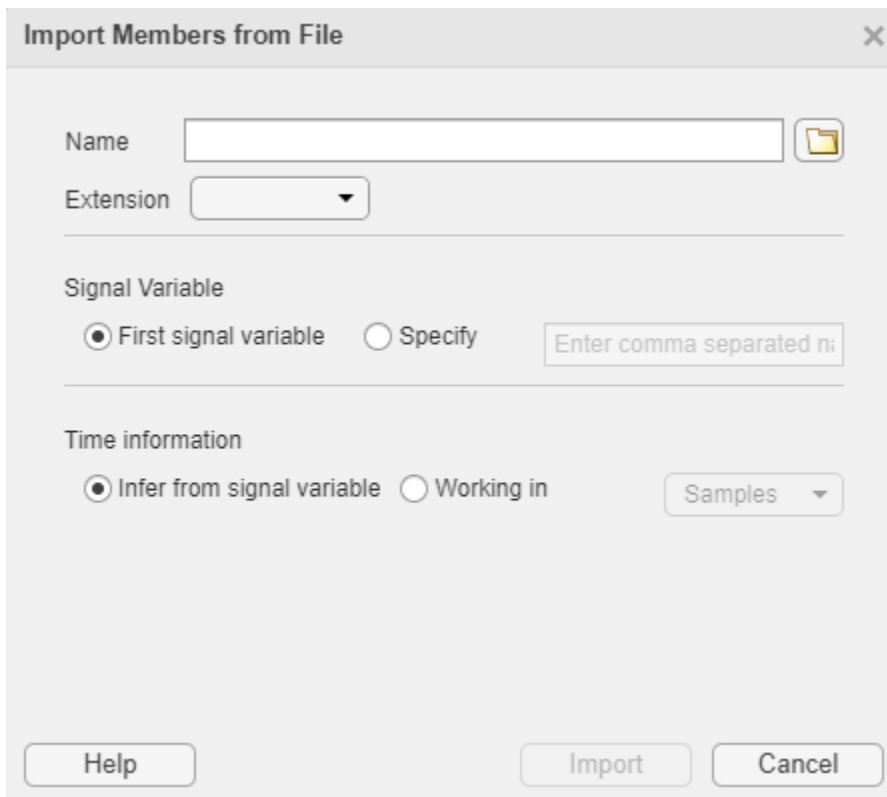 Import Members from File
Name
Extension
Signal Variable
First signal variable Specify Enter comma separated
Time information
Infer from signal variable Working in Samples
Help Import Cancel